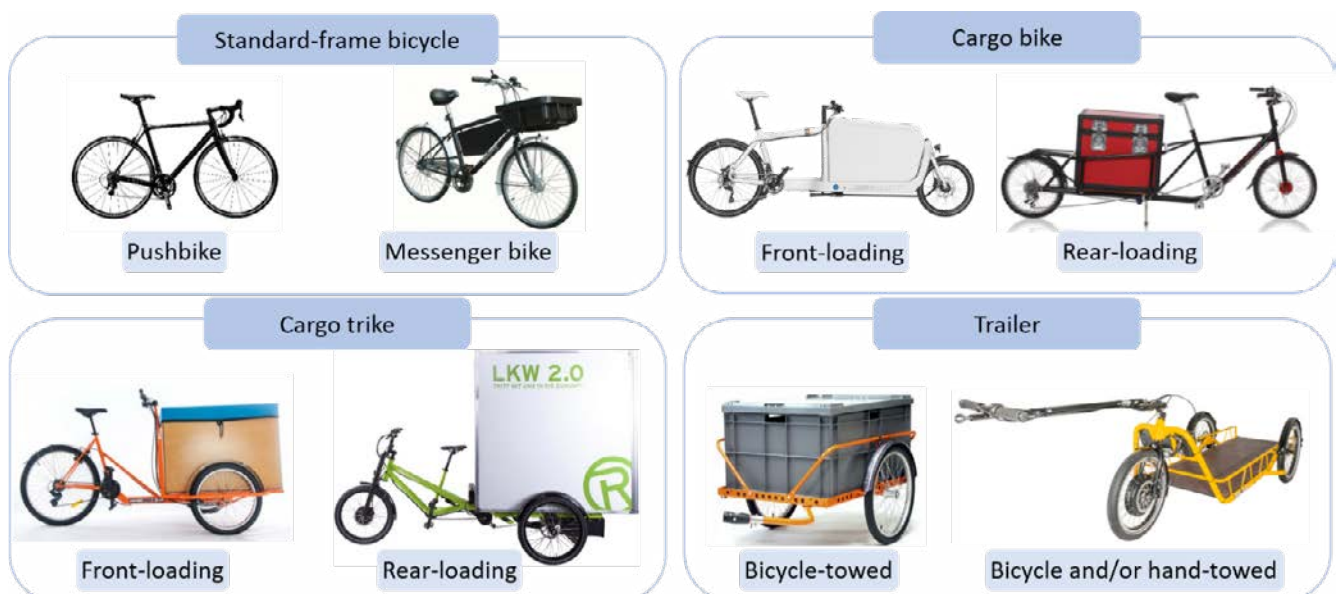 Standard-frame bicycle
Cargo bike
Pushbike
Messenger bike
Front-loading
Rear-loading
Cargo trike
Trailer
LKW 2.0
R
Front-loading
Rear-loading
Bicycle-towed
Bicycle and/or hand-towed